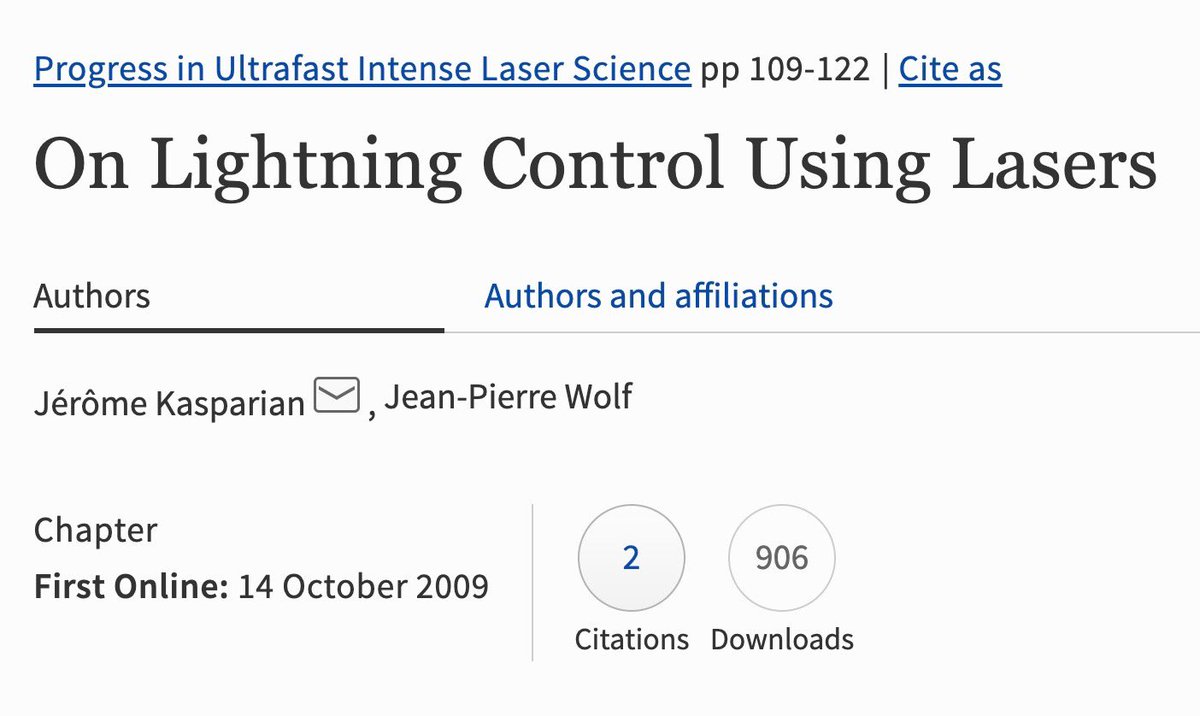 Progress in Ultrafast Intense Laser Science pp 109-122 | Cite as
On Lightning Control Using Lasers
Authors
Authors and affiliations
Jérôme Kasparian , Jean-Pierre Wolf
Chapter
First Online: 14 October 2009
2
Citations
906
Downloads